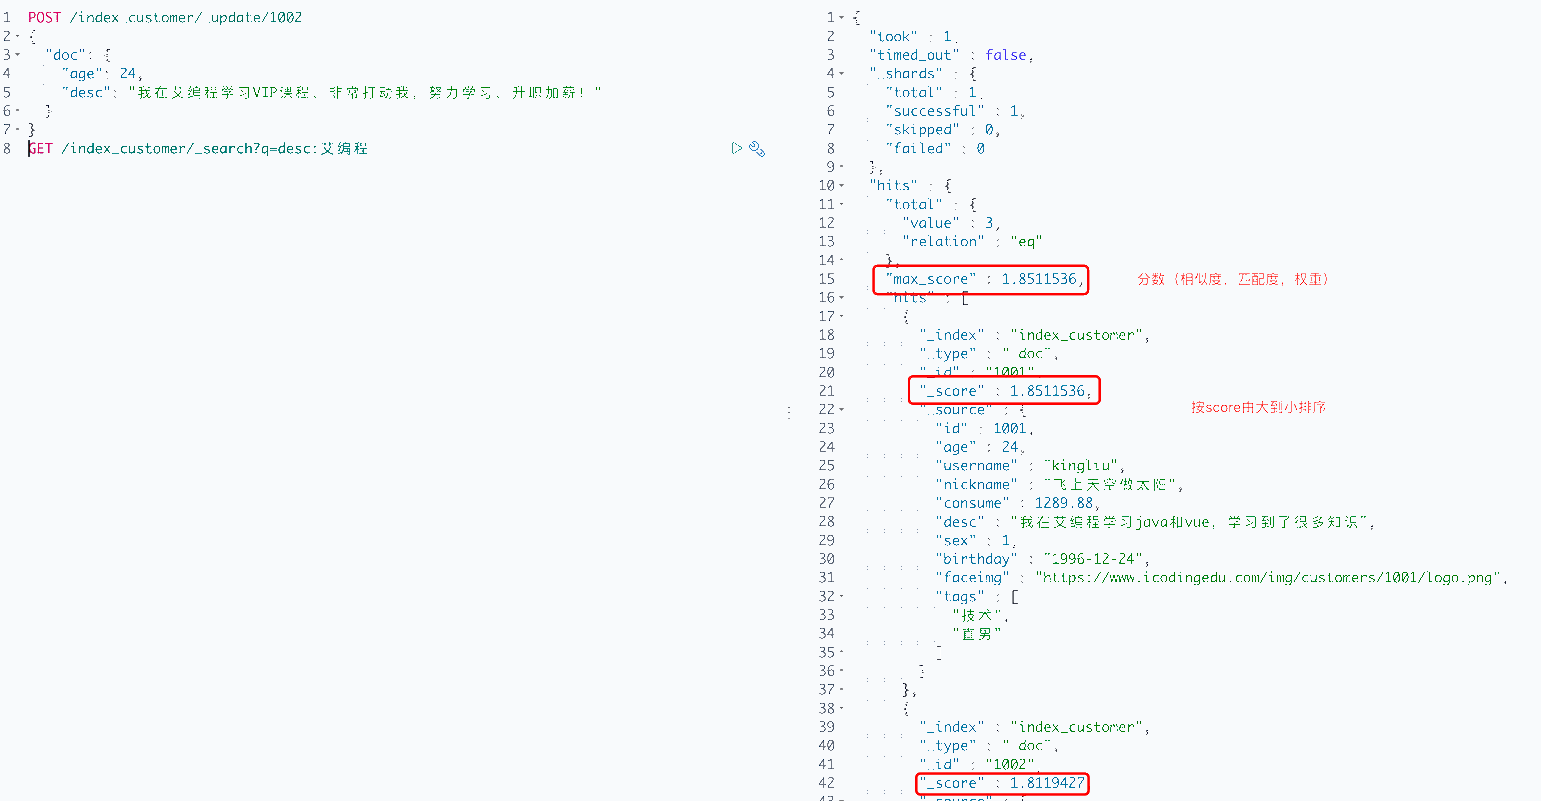 1 POST /index_customer/_update/1002
2 {
3 "doc": {
4 "age": 24,
5 "desc": "我在艾编程学习VIP课程、非常打动我，努力学习、升职加薪！"
6 }
7 }
8 GET /index_customer/_search?q=desc:艾编程
1 {
2 "took" : 1,
3 "timed_out" : false,
4 "_shards" : {
5 "total" : 1,
6 "successful" : 1,
7 "skipped" : 0,
8 "failed" : 0
9 },
10 "hits" : {
11 "total" : {
12 "value" : 3,
13 "relation" : "eq"
14 },
15 "max_score" : 1.8511536, 分数（相似度，匹配度，权重）
16 "hits" : [
17 {
18 "_index" : "index_customer",
19 "_type" : "_doc",
20 "_id" : "1001",
21 "_score" : 1.8511536,
按score由大到小排序
22 "_source" : {
23 "id" : 1001,
24 "age" : 24,
25 "username" : "kingliu",
26 "nickname" : "飞上天空做太阳",
27 "consume" : 1289.88,
28 "desc" : "我在艾编程学习java和vue，学习到了很多知识",
29 "sex" : 1,
30 "birthday" : "1996-12-24",
31 "faceimg" : "https://www.icodingedu.com/img/customers/1001/logo.png",
32 "tags" : [
33 "技术",
34 "直男"
35 ]
36 }
37 },
38 {
39 "_index" : "index_customer",
40 "_type" : "_doc",
41 "_id" : "1002",
42 "_score" : 1.8119427
43 "_source" : {